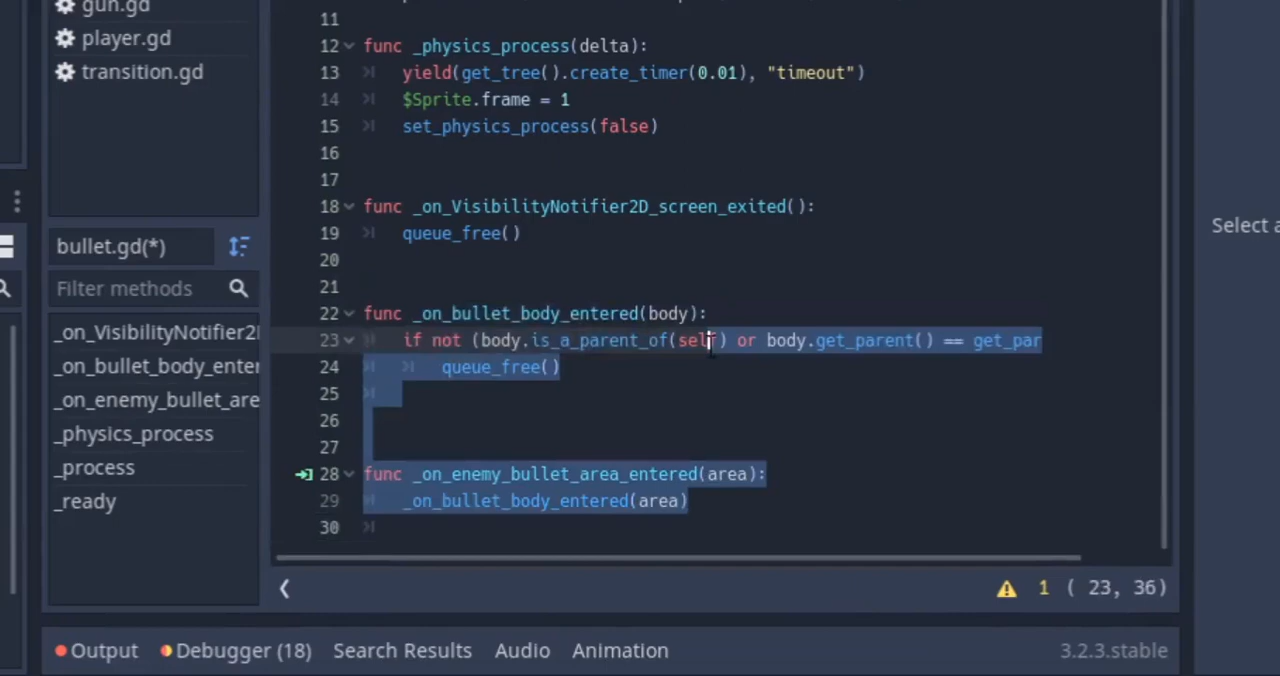 gun.gd
player.gd
transition.gd
bullet.gd(*)
Filter methods
_on_VisibilityNotifier2
_on_bullet_body_enter
_on_enemy_bullet_are
_physics_process
_process
_ready
11
12 func _physics_process(delta):
13 yield(get_tree().create_timer(0.01), "timeout")
14 $Sprite.frame = 1
15 set_physics_process(false)
16
17
18 func _on_VisibilityNotifier2D_screen_exited():
19 queue_free()
20
21
22 func _on_bullet_body_entered(body):
23 if not (body.is_a_parent_of(self) or body.get_parent() == get_par
24 queue_free()
25
26
27
28 func _on_enemy_bullet_area_entered(area):
29 _on_bullet_body_entered(area)
30
1 ( 23, 36)
Select a
Output Debugger (18) Search Results Audio Animation 3.2.3.stable